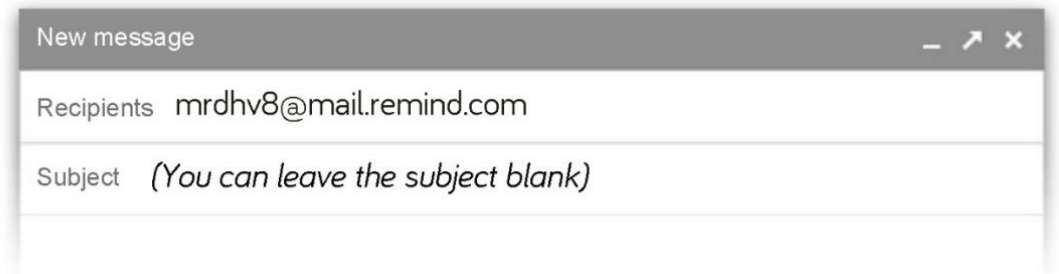 New message
Recipients mrdhv8@mail.remind.com
Subject (You can leave the subject blank)